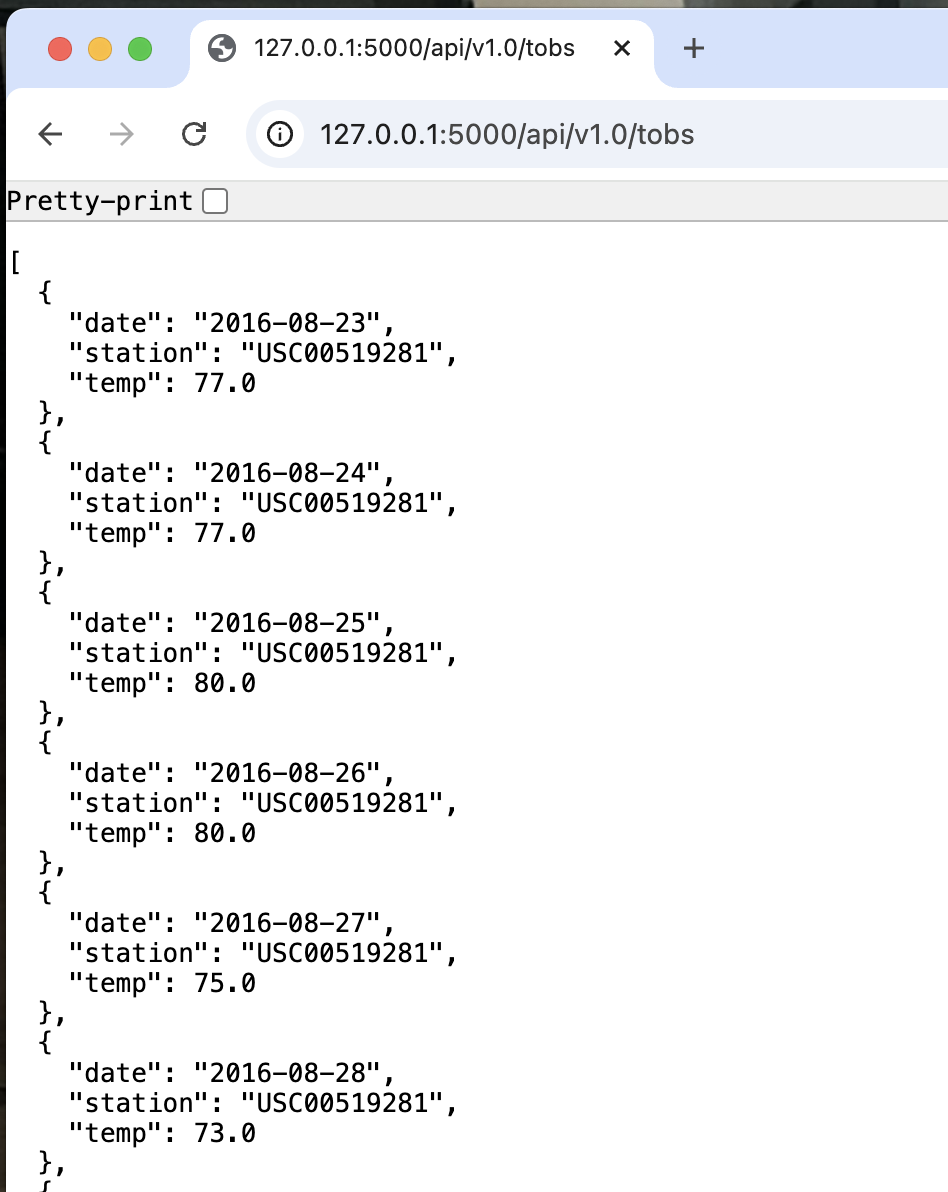 127.0.0.1:5000/api/v1.0/tobs
127.0.0.1:5000/api/v1.0/tobs
Pretty-print
[
  {
    "date": "2016-08-23",
    "station": "USC00519281",
    "temp": 77.0
  },
  {
    "date": "2016-08-24",
    "station": "USC00519281",
    "temp": 77.0
  },
  {
    "date": "2016-08-25",
    "station": "USC00519281",
    "temp": 80.0
  },
  {
    "date": "2016-08-26",
    "station": "USC00519281",
    "temp": 80.0
  },
  {
    "date": "2016-08-27",
    "station": "USC00519281",
    "temp": 75.0
  },
  {
    "date": "2016-08-28",
    "station": "USC00519281",
    "temp": 73.0
  },
  {